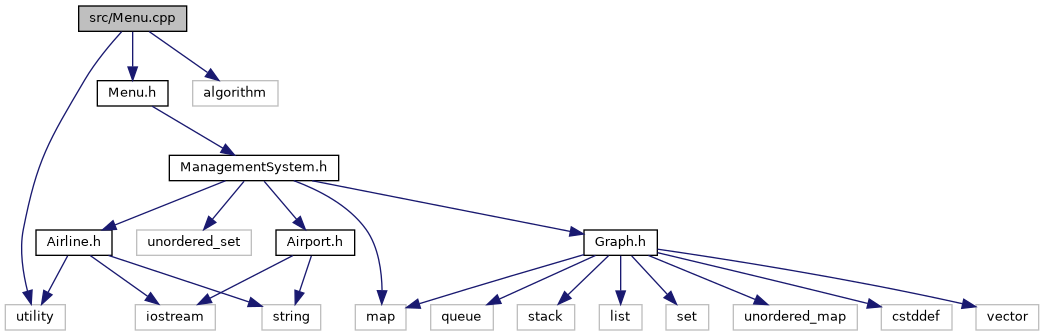 src/Menu.cpp
Menu.h
algorithm
ManagementSystem.h
Airline.h
unordered_set
Airport.h
Graph.h
utility
iostream
string
map
queue
stack
list
set
unordered_map
cstddef
vector